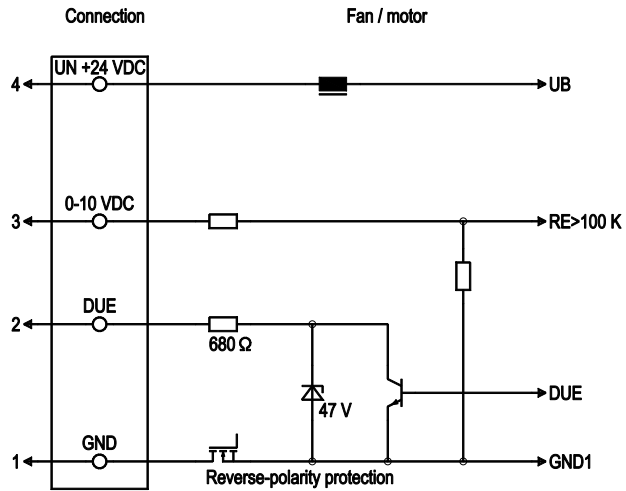 Connection Fan / motor
4 UN +24 VDC UB
3 0-10 VDC RE>100 K
2 DUE
680 Ω
47 V DUE
1 GND GND1
Reverse-polarity protection